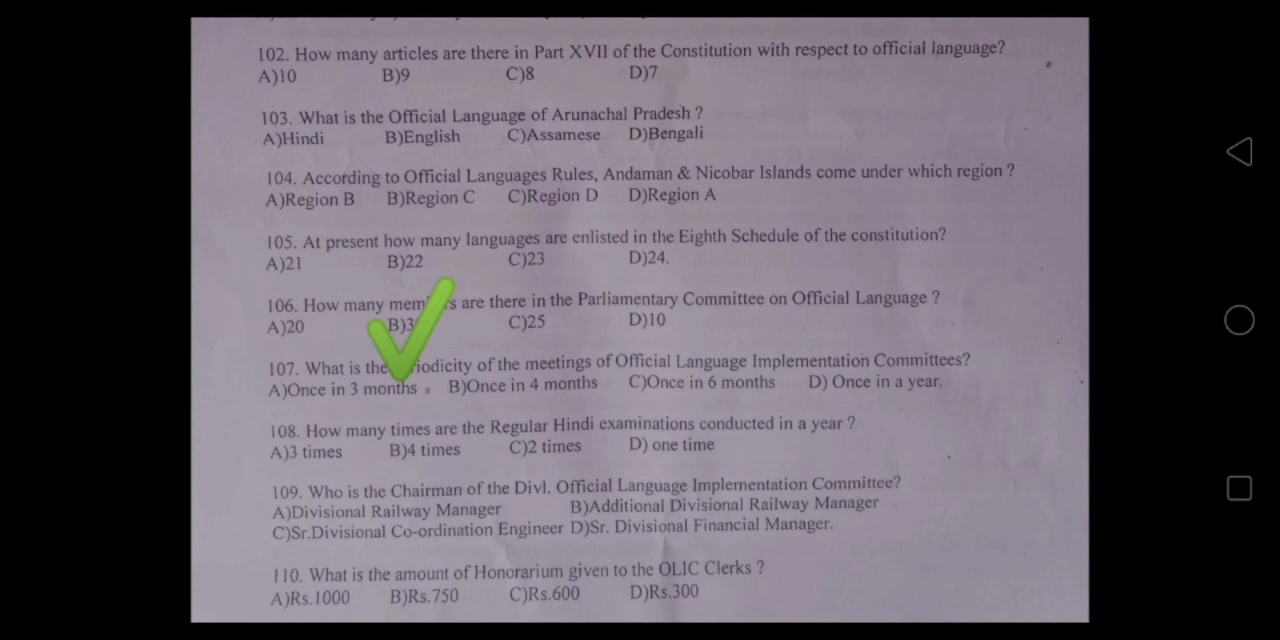 102. How many articles are there in Part XVII of the Constitution with respect to official language?
A)10 B)9 C)8 D)7
103. What is the Official Language of Arunachal Pradesh ?
A)Hindi B)English C)Assamese D)Bengali
104. According to Official Languages Rules, Andaman & Nicobar Islands come under which region ?
A)Region B B)Region C C)Region D D)Region A
105. At present how many languages are enlisted in the Eighth Schedule of the constitution?
A)21 B)22 C)23 D)24.
106. How many are there in the Parliamentary Committee on Official Language ?
A)20 C)25 D)10
107. What is the of the meetings of Official Language Implementation Committees?
A)Once in 3 months . B)Once in 4 months C)Once in 6 months D) Once in a year.
108. How many times are the Regular Hindi examinations conducted in a year ?
A)3 times B)4 times C)2 times D) one time
109. Who is the Chairman of the Divl. Official Language Implementation Committee?
A)Divisional Railway Manager B)Additional Divisional Railway Manager
C)Sr.Divisional Co-ordination Engineer D)Sr. Divisional Financial Manager.
110. What is the amount of Honorarium given to the OLIC Clerks ?
A)Rs.1000 B)Rs.750 C)Rs.600 D)Rs.300